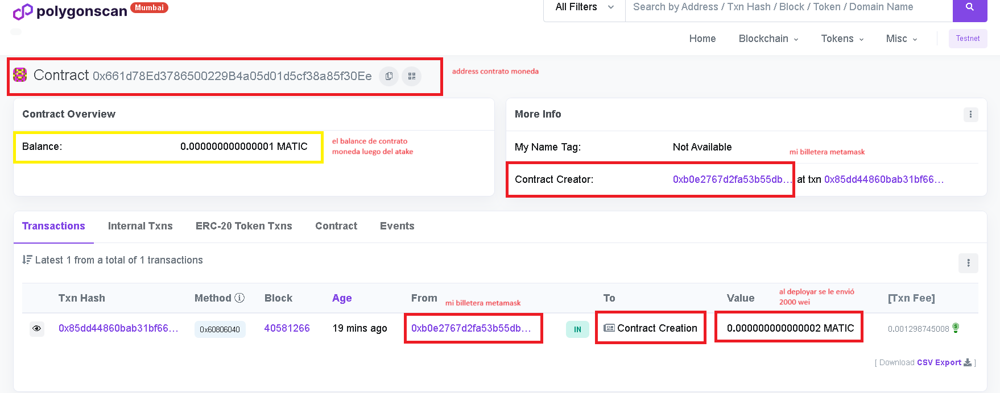 polygonscan Mumbai
All Filters Search by Address / Txn Hash / Block / Token / Domain Name
Home Blockchain Tokens Misc Testnet
Contract 0x661d78Ed3786500229B4a05d01d5cf38a85f30Ee
address contrato moneda
Contract Overview
Balance: 0.000000000000001 MATIC
el balance de contrato
moneda luego del atake
More Info
My Name Tag: Not Available
mi billetera metamask
Contract Creator: 0xb0e2767d2fa53b55db... at txn 0x85dd44860bab31bf66...
Transactions Internal Txns ERC-20 Token Txns Contract Events
Latest 1 from a total of 1 transactions
Txn Hash Method Block Age From To Value [Txn Fee]
mi billetera metamask
al deployar se le envió
2000 wei
0x85dd44860bab31bf66... 0x60806040 40581266 19 mins ago 0xb0e2767d2fa53b55db... IN Contract Creation 0.000000000000002 MATIC 0.001298745008
[ Download CSV Export ]